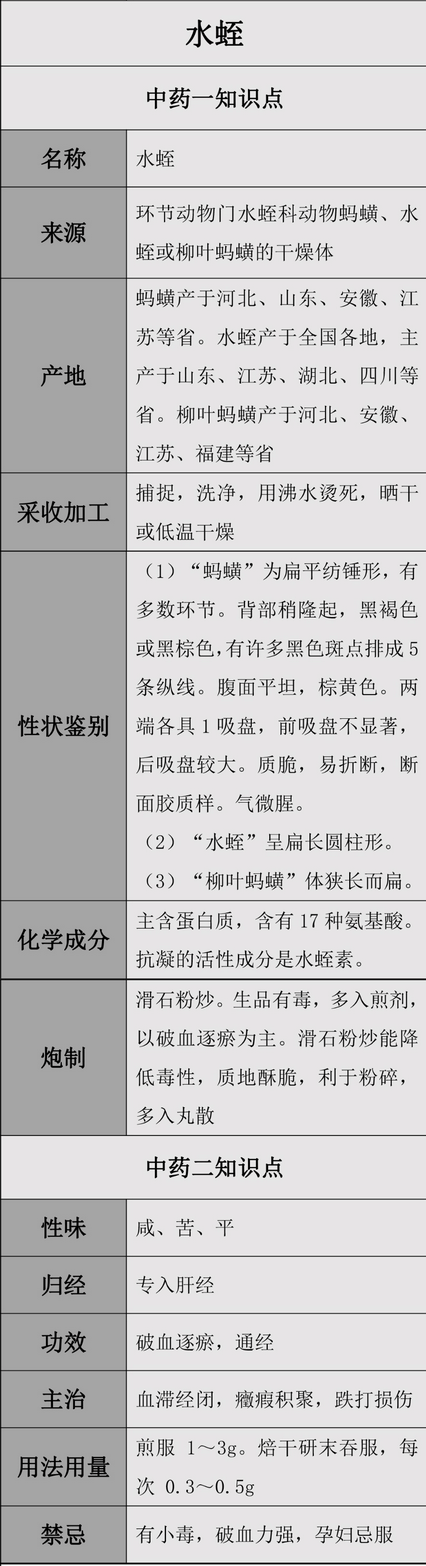 水蛭
中药一知识点
名称
水蛭
来源
环节动物门水蛭科动物蚂蟥、水
蛭或柳叶蚂蟥的干燥体
产地
蚂蟥产于河北、山东、安徽、江
苏等省。水蛭产于全国各地，主
产于山东、江苏、湖北、四川等
省。柳叶蚂蟥产于河北、安徽、
江苏、福建等省
采收加工
捕捉，洗净，用沸水烫死，晒干
或低温干燥
性状鉴别
（1）“蚂蟥”为扁平纺锤形，有
多数环节。背部稍隆起，黑褐色
或黑棕色，有许多黑色斑点排成 5
条纵线。腹面平坦，棕黄色。两
端各具 1 吸盘，前吸盘不显著，
后吸盘较大。质脆，易折断，断
面胶质样。气微腥。
（2）“水蛭”呈扁长圆柱形。
（3）“柳叶蚂蟥”体狭长而扁。
化学成分
主含蛋白质，含有 17 种氨基酸。
抗凝的活性成分是水蛭素。
炮制
滑石粉炒。生品有毒，多入煎剂，
以破血逐瘀为主。滑石粉炒能降
低毒性，质地酥脆，利于粉碎，
多入丸散
中药二知识点
性味
咸、苦、平
归经
专入肝经
功效
破血逐瘀，通经
主治
血滞经闭，癥瘕积聚，跌打损伤
用法用量
煎服 1～3g。焙干研末吞服，每
次 0.3～0.5g
禁忌
有小毒，破血力强，孕妇忌服